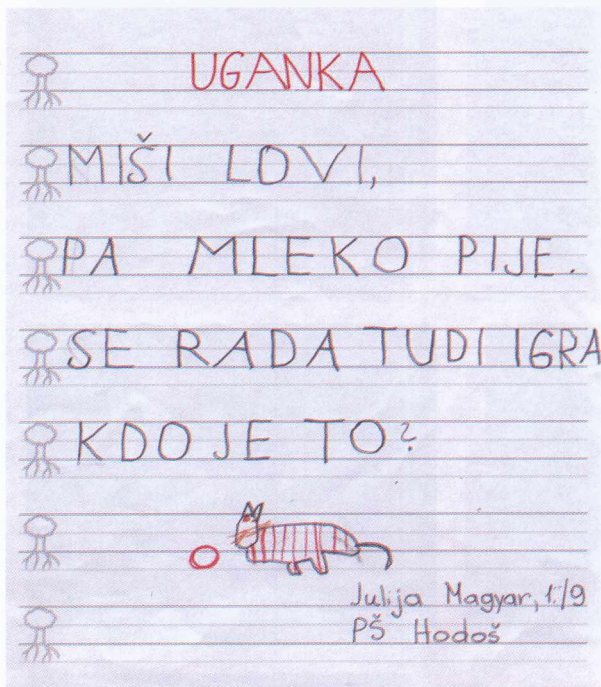 UGANKA
MIŠI LOVI,
PA MLEKO PIJE.
SE RADA TUDI IGRA
KDO JE TO?
Julija Magyar, 1./9
PŠ Hodoš